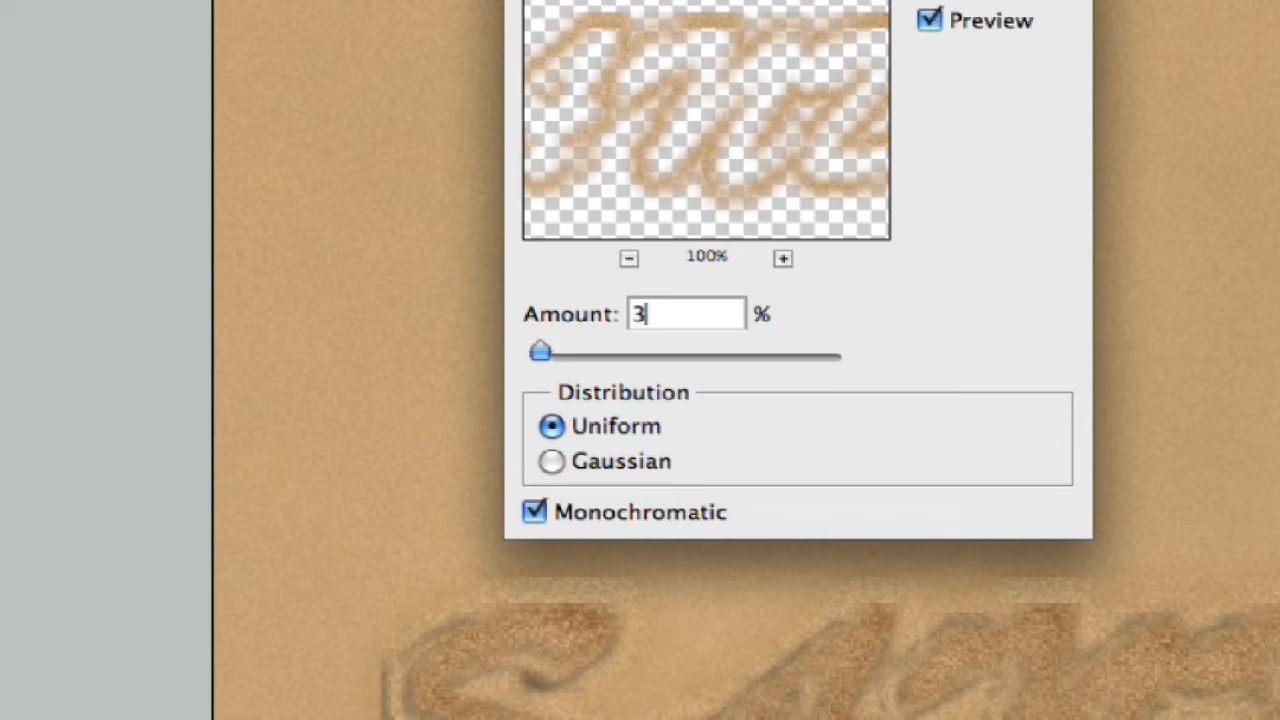 Preview
100%
Amount: 3 %
Distribution
Uniform
Gaussian
Monochromatic